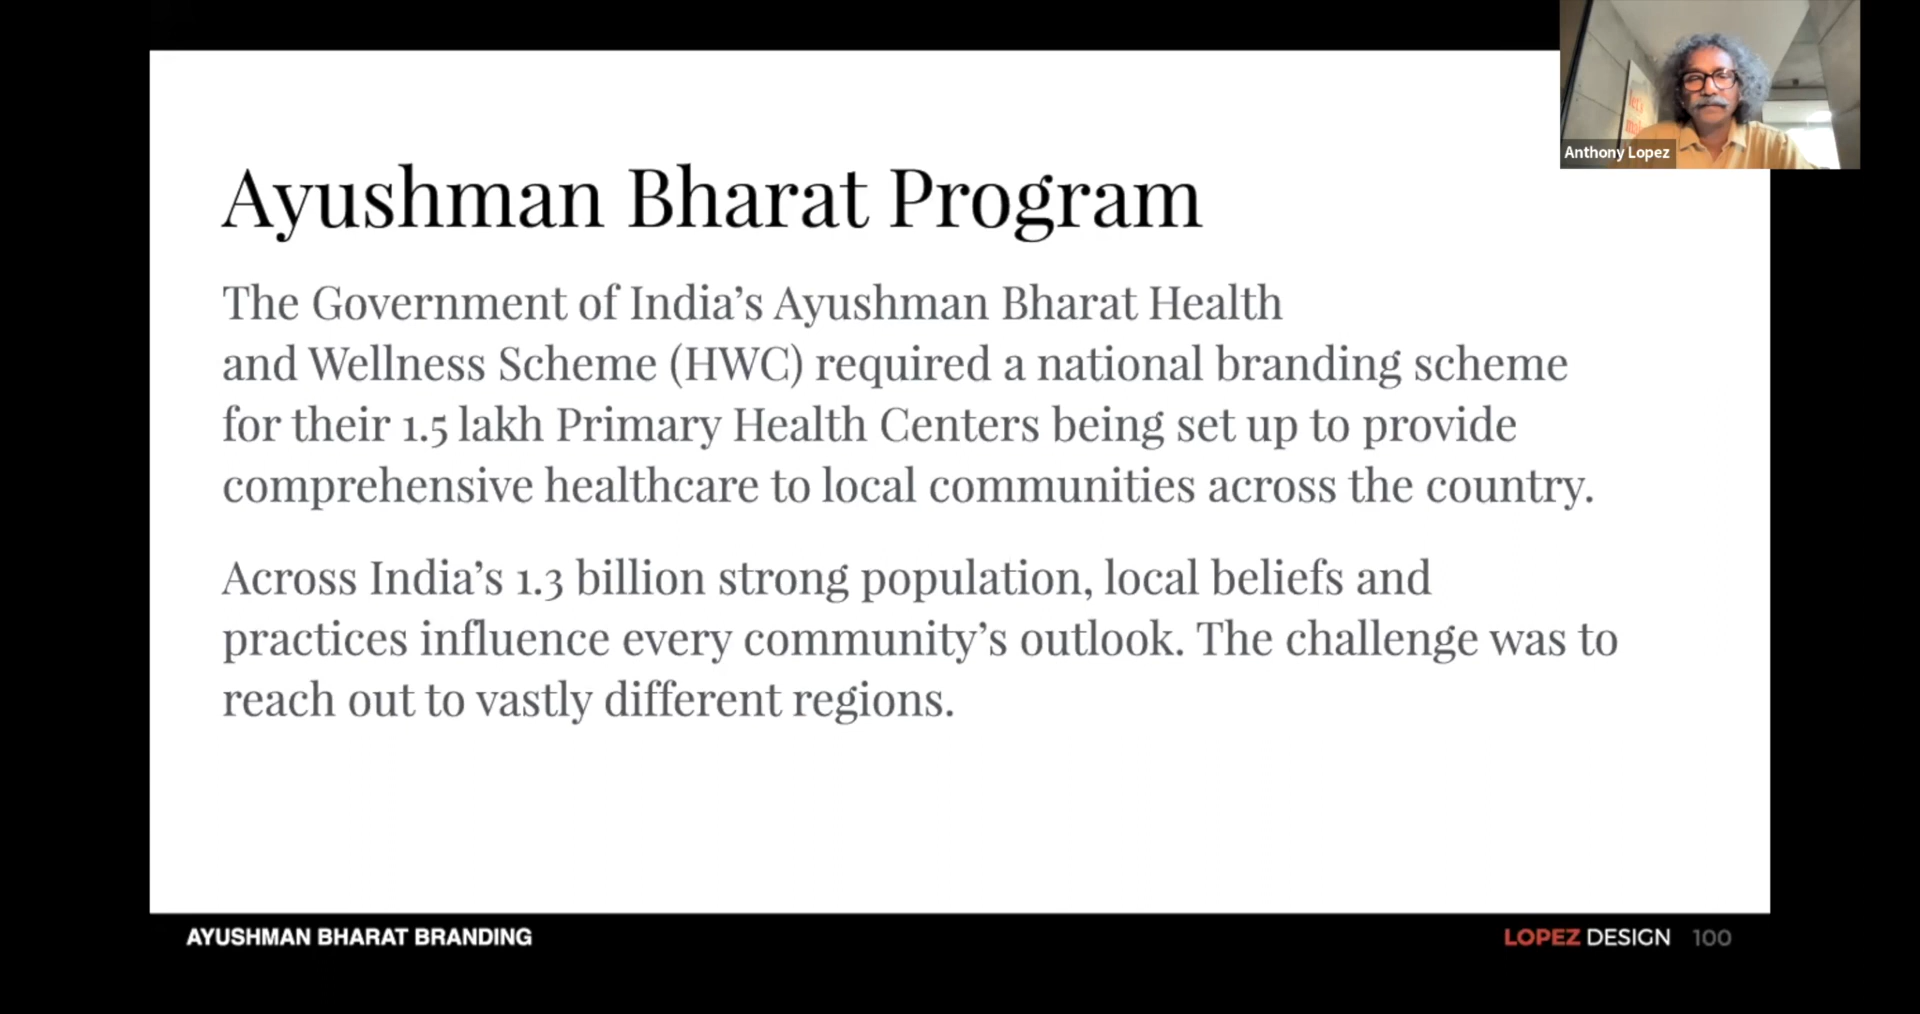 Ayushman Bharat Program
The Government of India’s Ayushman Bharat Health
and Wellness Scheme (HWC) required a national branding scheme
for their 1.5 lakh Primary Health Centers being set up to provide
comprehensive healthcare to local communities across the country.
Across India’s 1.3 billion strong population, local beliefs and
practices influence every community’s outlook. The challenge was to
reach out to vastly different regions.
Anthony Lopez
AYUSHMAN BHARAT BRANDING
LOPEZ DESIGN 100